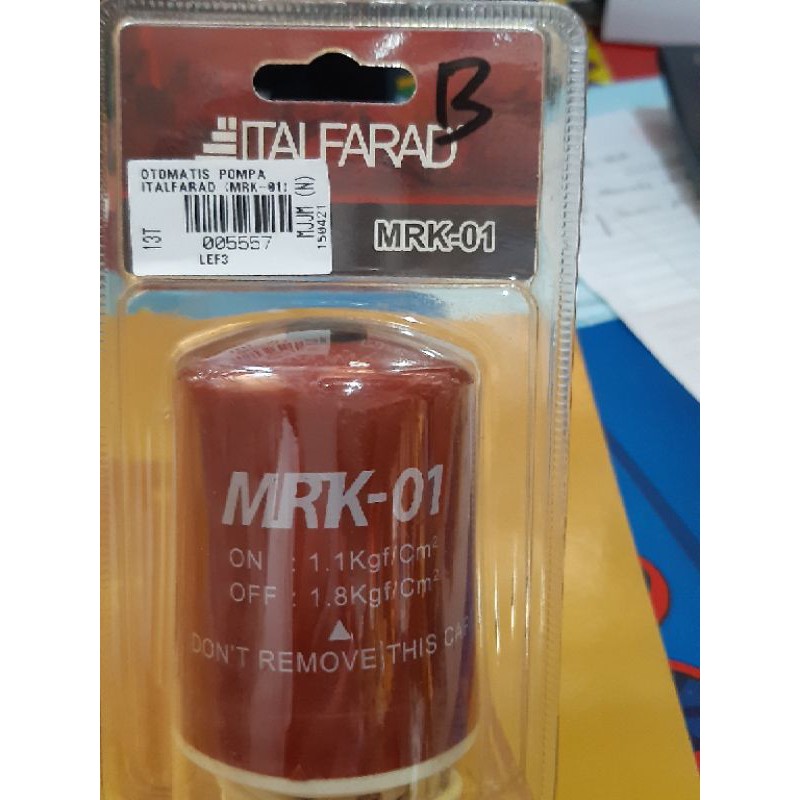 B
ITALFARAD
OTOMATIS POMPA
ITALFARAD (MRK-01)
13T
005557
LEF3
MJJM (N)
150421
MRK-01
MRK-01
ON : 1.1Kgf/Cm²
OFF : 1.8Kgf/Cm²
DON'T REMOVE THIS CAP